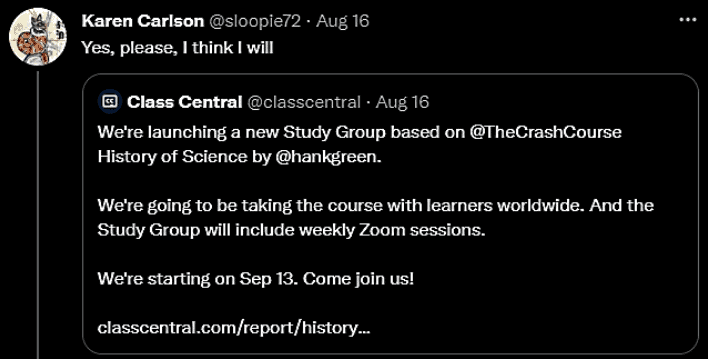 Karen Carlson @sloopie72 · Aug 16
Yes, please, I think I will
Class Central @classcentral · Aug 16
We're launching a new Study Group based on @TheCrashCourse
History of Science by @hankgreen.
We're going to be taking the course with learners worldwide. And the
Study Group will include weekly Zoom sessions.
We're starting on Sep 13. Come join us!
classcentral.com/report/history...